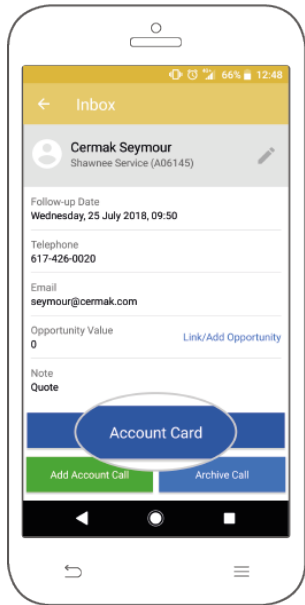 66% 12:48
Inbox
Cermak Seymour
Shawnee Service (A06145)
Follow-up Date
Wednesday, 25 July 2018, 09:50
Telephone
617-426-0020
Email
seymour@cermak.com
Opportunity Value
0
Link/Add Opportunity
Note
Quote
Account Card
Add Account Call
Archive Call